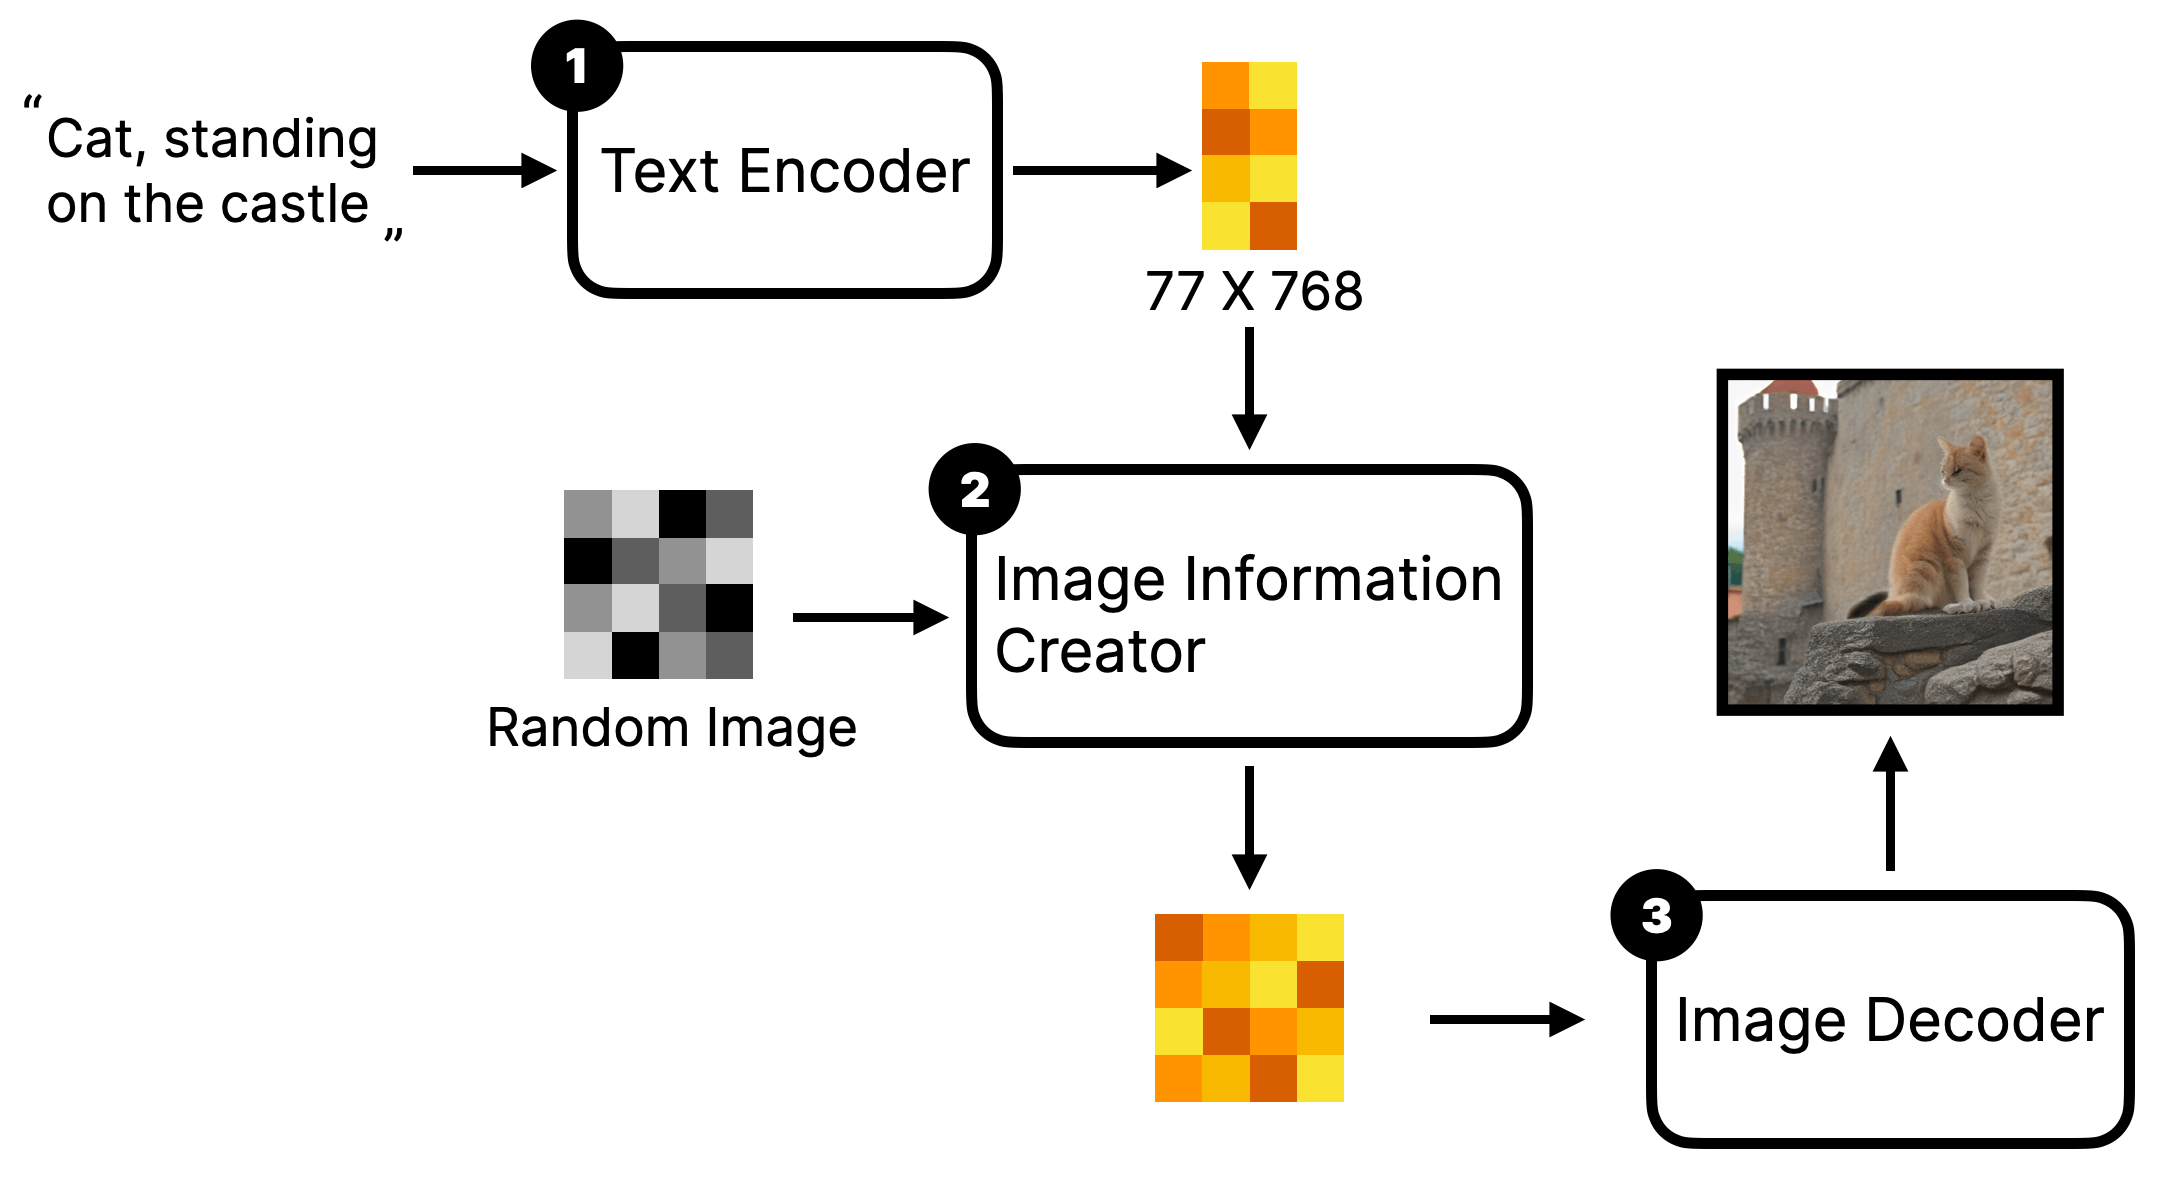 “Cat, standing
on the castle”
1
Text Encoder
77 X 768
2
Image Information
Creator
Random Image
3
Image Decoder